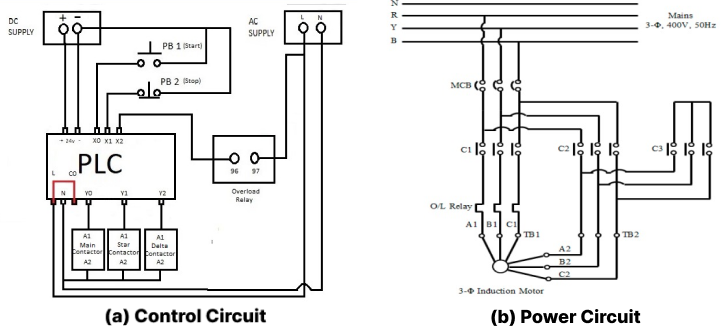 DC
SUPPLY
+ −
PB 1 (Start)
PB 2 (Stop)
AC
SUPPLY
L N
+ 24v - X0 X1 X2
PLC
L C0
N Y0 Y1 Y2
96 97
Overload
Relay
A1
Main
Contactor
A2
A1
Star
Contactor
A2
A1
Delta
Contactor
A2
(a) Control Circuit
N
R
Y
B
Mains
3-Φ, 400V, 50Hz
MCB
C1 C2 C3
O/L Relay
A1 B1 C1
TB1 TB2
A2
B2
C2
3-Φ Induction Motor
(b) Power Circuit